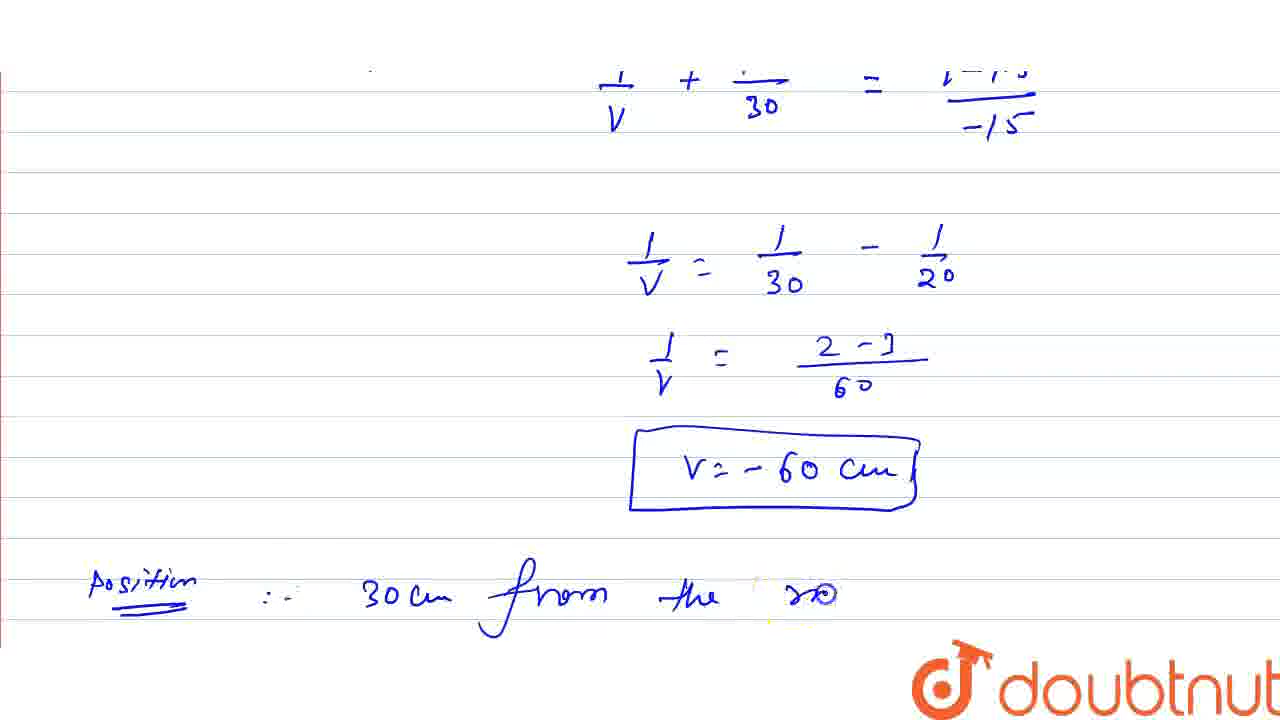 1/V + 1/30 = /-15
1/V = 1/30 - 1/20
1/V = 2-3/60
V = - 60 cm
Position :- 30 cm from the
doubtnut